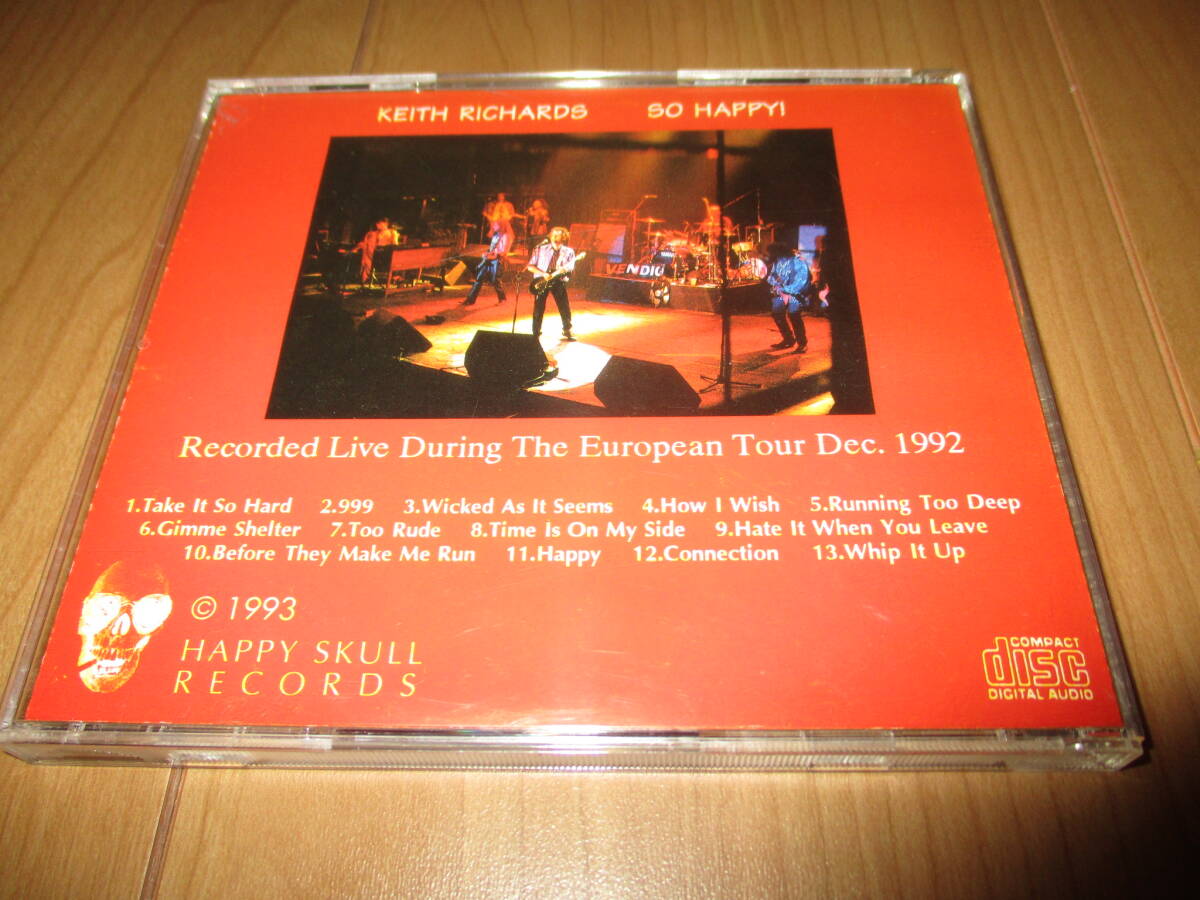 KEITH RICHARDS SO HAPPY!
VENDIG
Recorded Live During The European Tour Dec. 1992
1.Take It So Hard 2.999 3.Wicked As It Seems 4.How I Wish 5.Running Too Deep
6.Gimme Shelter 7.Too Rude 8.Time Is On My Side 9.Hate It When You Leave
10.Before They Make Me Run 11.Happy 12.Connection 13.Whip It Up
© 1993
HAPPY SKULL
RECORDS
COMPACT
disc
DIGITAL AUDIO